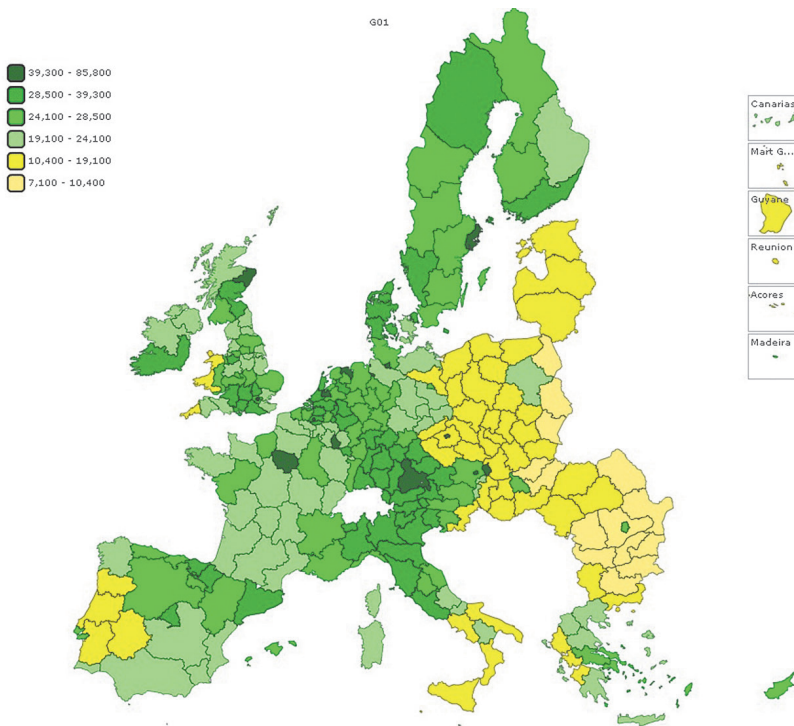 G01
39,300 - 85,800
28,500 - 39,300
24,100 - 28,500
19,100 - 24,100
10,400 - 19,100
7,100 - 10,400
Canarias
Mart G...
Guyane
Reunion
Acores
Madeira